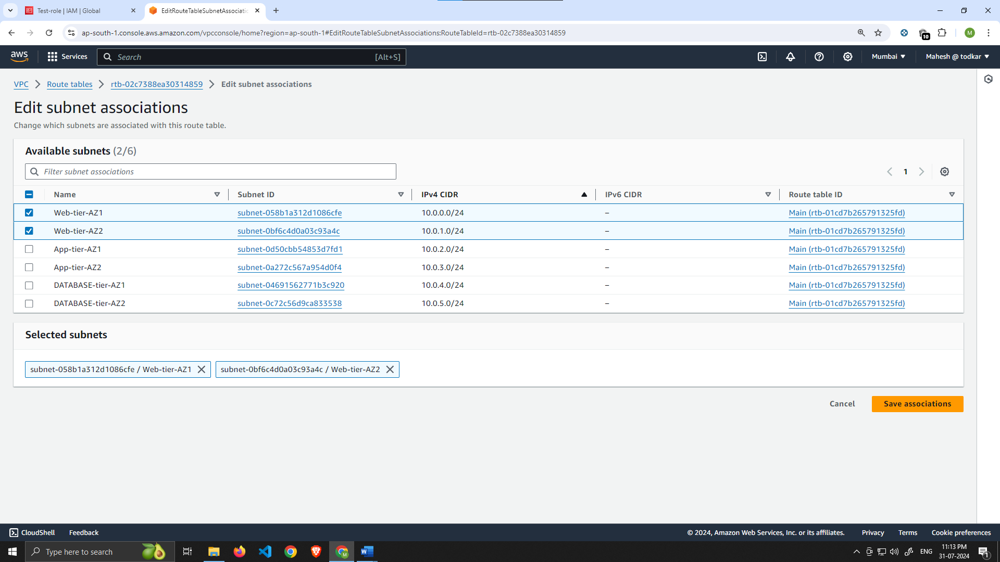 Test-role | IAM | Global
EditRouteTableSubnetAssociatio
ap-south-1.console.aws.amazon.com/vpcconsole/home?region=ap-south-1#EditRouteTableSubnetAssociations:RouteTableId=rtb-02c7388ea30314859
10
M
aws
Services
Search
[Alt+S]
Mumbai
Mahesh @ todkar
VPC
Route tables
rtb-02c7388ea30314859
Edit subnet associations
Edit subnet associations
Change which subnets are associated with this route table.
Available subnets (2/6)
Filter subnet associations
1
Name Subnet ID IPv4 CIDR IPv6 CIDR Route table ID
Web-tier-AZ1 subnet-058b1a312d1086cfe 10.0.0.0/24 – Main (rtb-01cd7b265791325fd)
Web-tier-AZ2 subnet-0bf6c4d0a03c93a4c 10.0.1.0/24 – Main (rtb-01cd7b265791325fd)
App-tier-AZ1 subnet-0d50cbb54853d7fd1 10.0.2.0/24 – Main (rtb-01cd7b265791325fd)
App-tier-AZ2 subnet-0a272c567a954d0f4 10.0.3.0/24 – Main (rtb-01cd7b265791325fd)
DATABASE-tier-AZ1 subnet-04691562771b3c920 10.0.4.0/24 – Main (rtb-01cd7b265791325fd)
DATABASE-tier-AZ2 subnet-0c72c56d9ca833538 10.0.5.0/24 – Main (rtb-01cd7b265791325fd)
Selected subnets
subnet-058b1a312d1086cfe / Web-tier-AZ1
subnet-0bf6c4d0a03c93a4c / Web-tier-AZ2
Cancel
Save associations
CloudShell
Feedback
© 2024, Amazon Web Services, Inc. or its affiliates.
Privacy
Terms
Cookie preferences
Type here to search
M
W
ENG
11:13 PM
31-07-2024
1